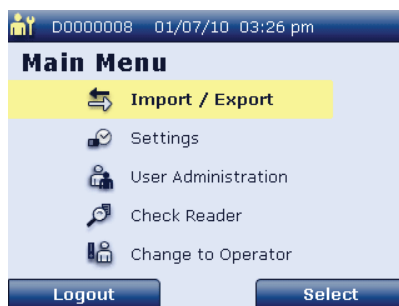 D0000008 01/07/10 03:26 pm
Main Menu
Import / Export
Settings
User Administration
Check Reader
Change to Operator
Logout Select